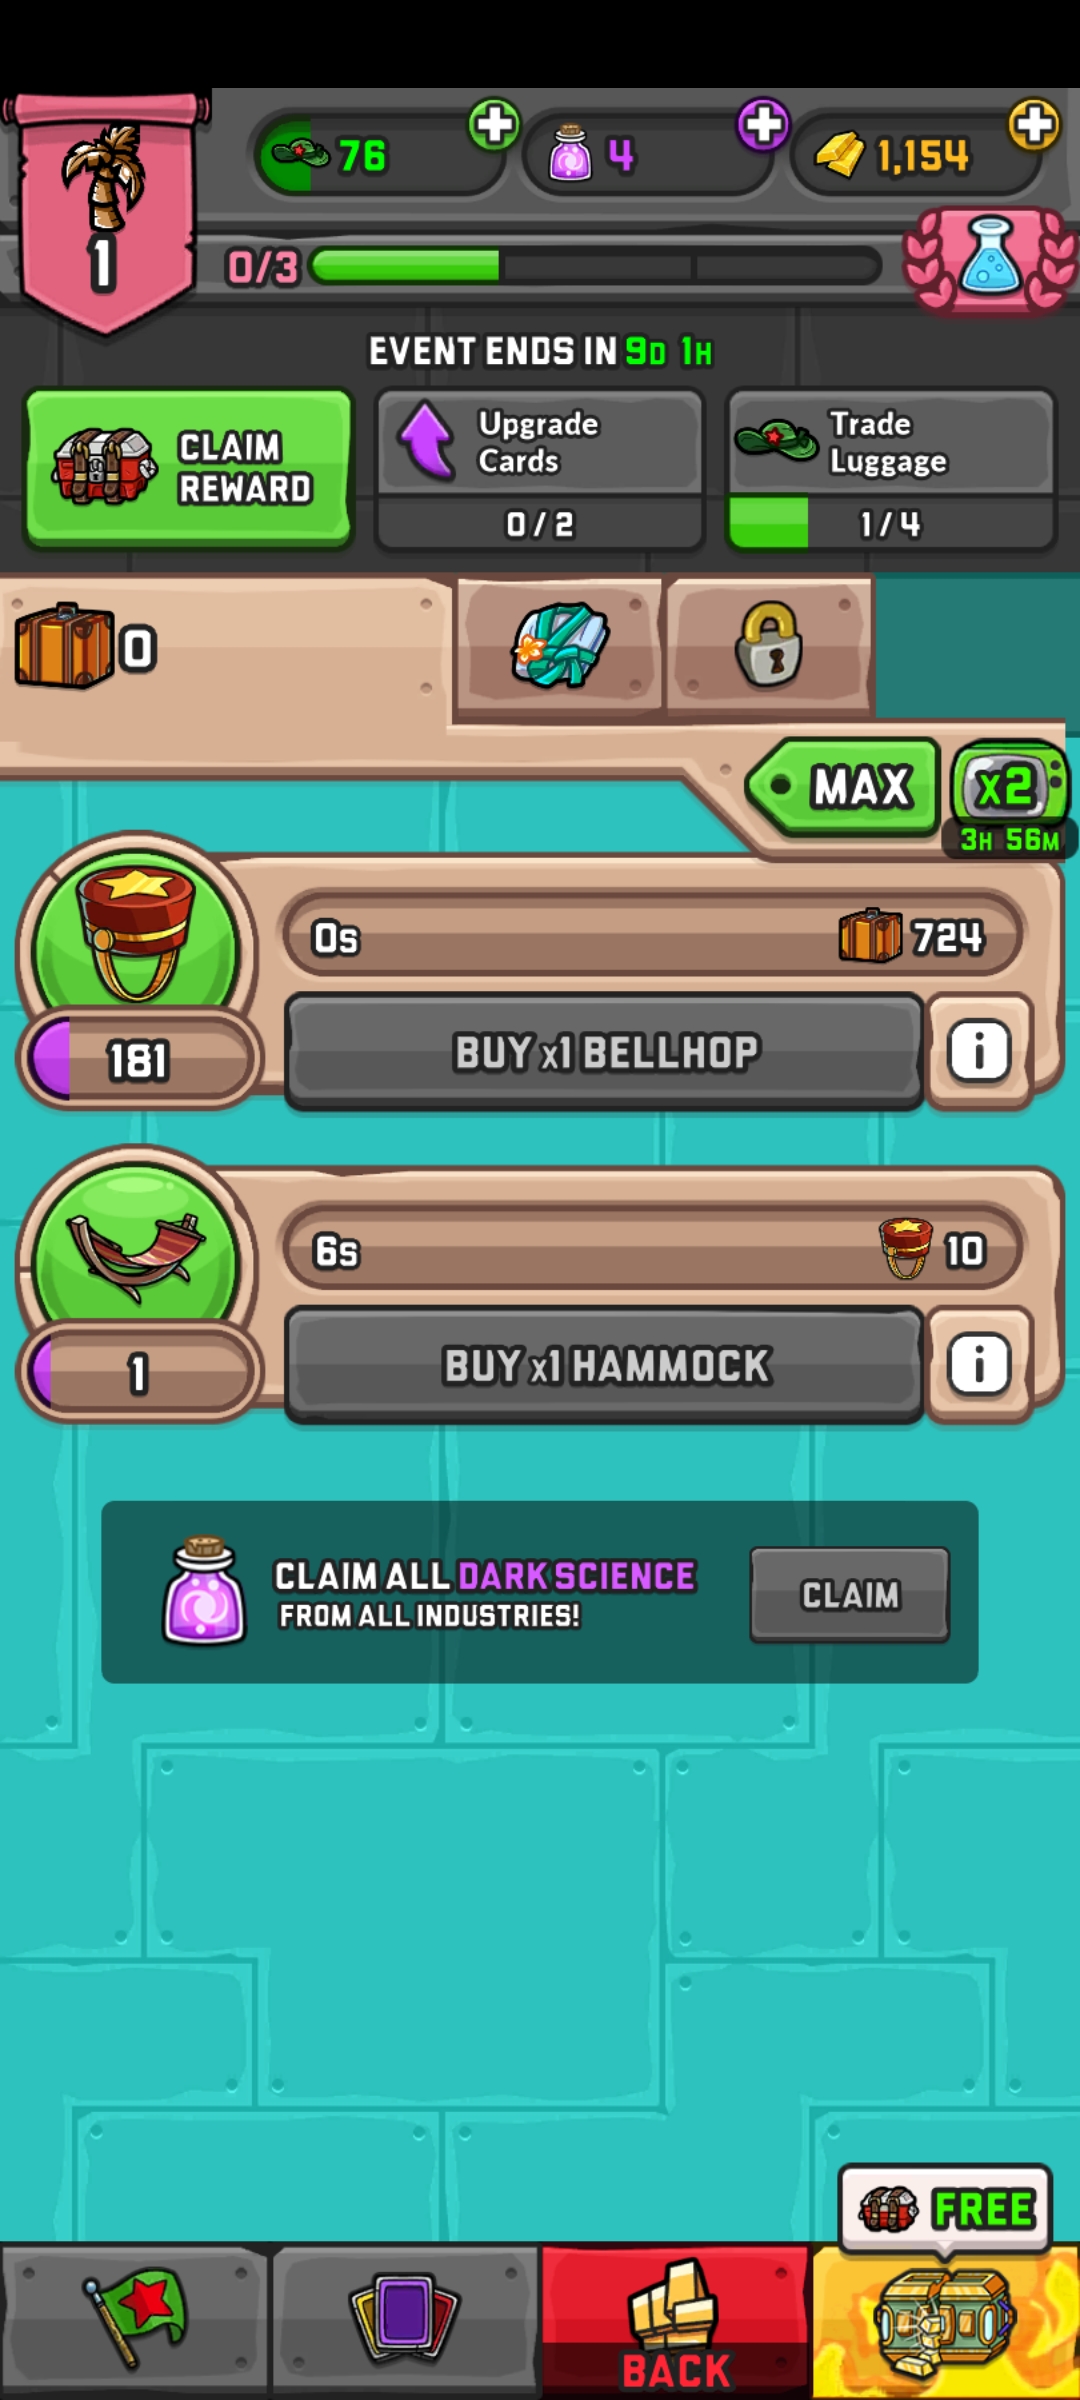 76
4
1,154
1
0/3
EVENT ENDS IN 9D 1H
CLAIM
REWARD
Upgrade
Cards
0 / 2
Trade
Luggage
1 / 4
0
MAX
x2
3H 56M
0s
724
181
BUY x1 BELLHOP
i
6s
10
1
BUY x1 HAMMOCK
i
CLAIM ALL DARK SCIENCE
FROM ALL INDUSTRIES!
CLAIM
FREE
BACK